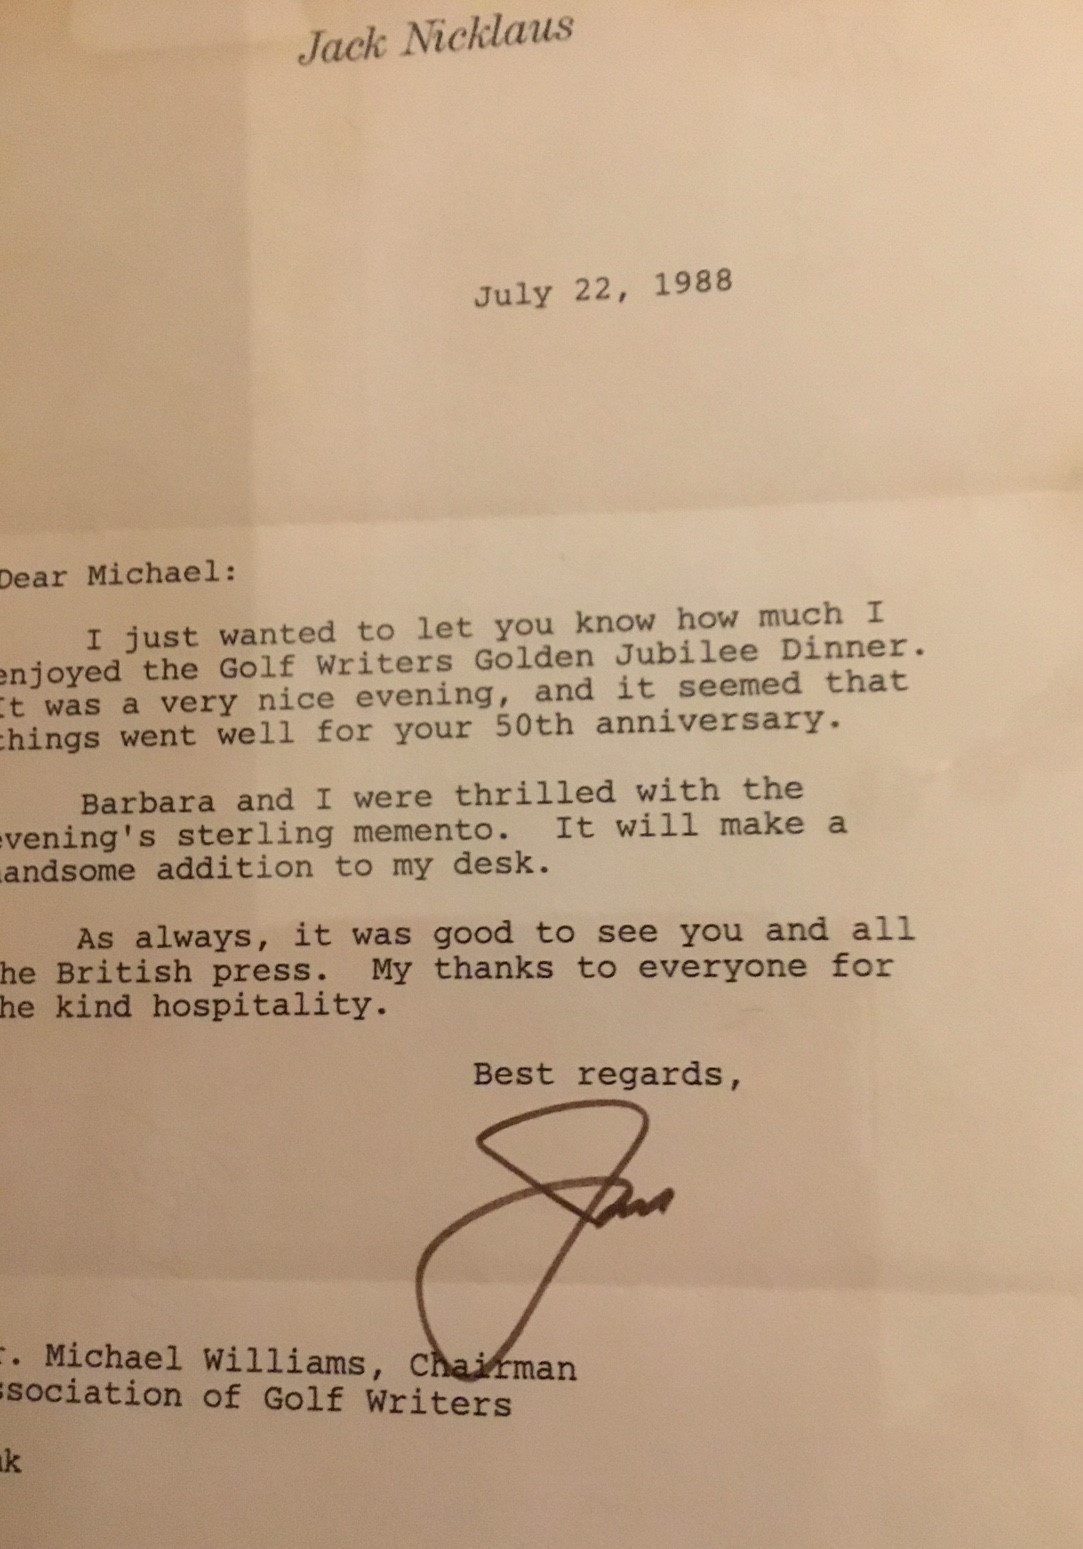 Jack Nicklaus
July 22, 1988
Dear Michael:
I just wanted to let you know how much I
enjoyed the Golf Writers Golden Jubilee Dinner.
It was a very nice evening, and it seemed that
things went well for your 50th anniversary.
Barbara and I were thrilled with the
evening's sterling memento. It will make a
handsome addition to my desk.
As always, it was good to see you and all
the British press. My thanks to everyone for
the kind hospitality.
Best regards,
Jack
r. Michael Williams, Chairman
ssociation of Golf Writers
k